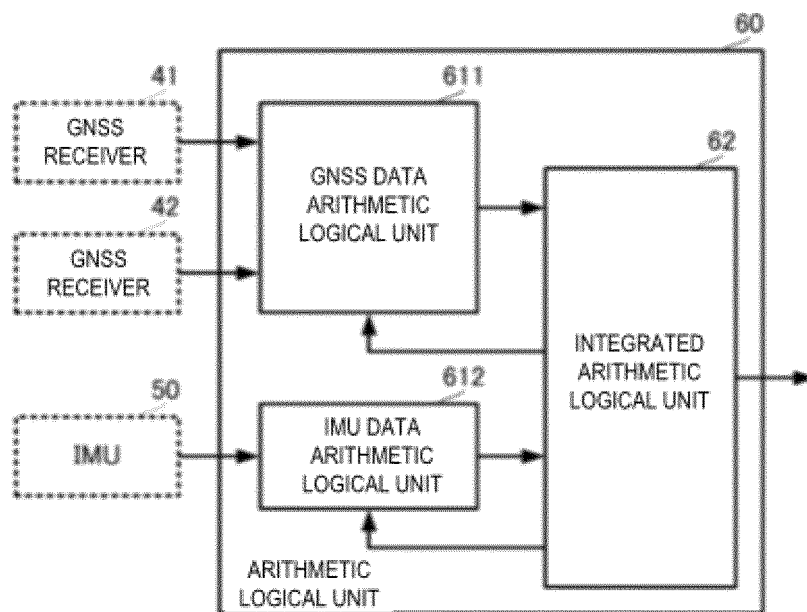 60
41
GNSS
RECEIVER
611
GNSS DATA
ARITHMETIC
LOGICAL UNIT
62
42
GNSS
RECEIVER
INTEGRATED
ARITHMETIC
LOGICAL UNIT
612
50
IMU
IMU DATA
ARITHMETIC
LOGICAL UNIT
ARITHMETIC
LOGICAL UNIT